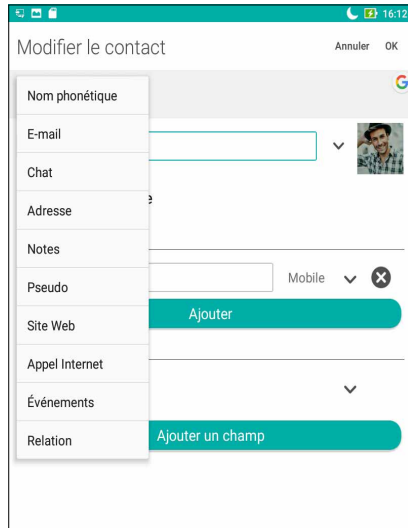 16:12
Modifier le contact
Annuler OK
G
Nom phonétique
E-mail
Chat
Adresse
e
Notes
Pseudo
Mobile
Site Web
Ajouter
Appel Internet
Événements
Relation
Ajouter un champ